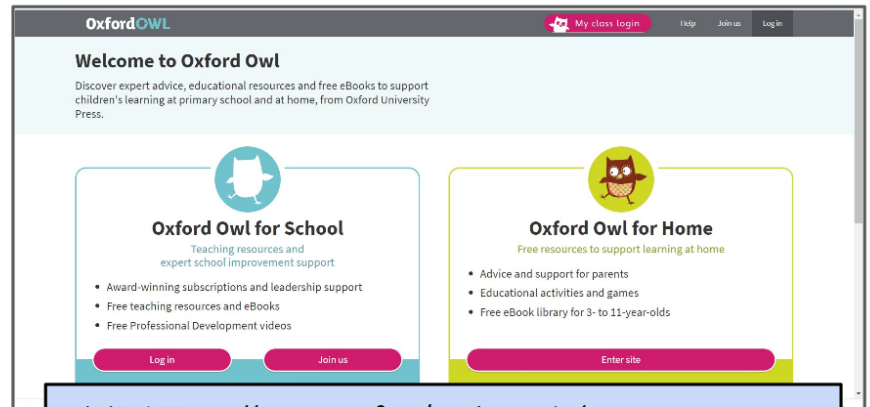 OxfordOWL
My class login
Help
Join us
Log in
Welcome to Oxford Owl
Discover expert advice, educational resources and free eBooks to support
children's learning at primary school and at home, from Oxford University
Press.
Oxford Owl for School
Teaching resources and
expert school improvement support
• Award-winning subscriptions and leadership support
• Free teaching resources and eBooks
• Free Professional Development videos
Log in
Join us
Oxford Owl for Home
Free resources to support learning at home
• Advice and support for parents
• Educational activities and games
• Free eBook library for 3- to 11-year-olds
Enter site